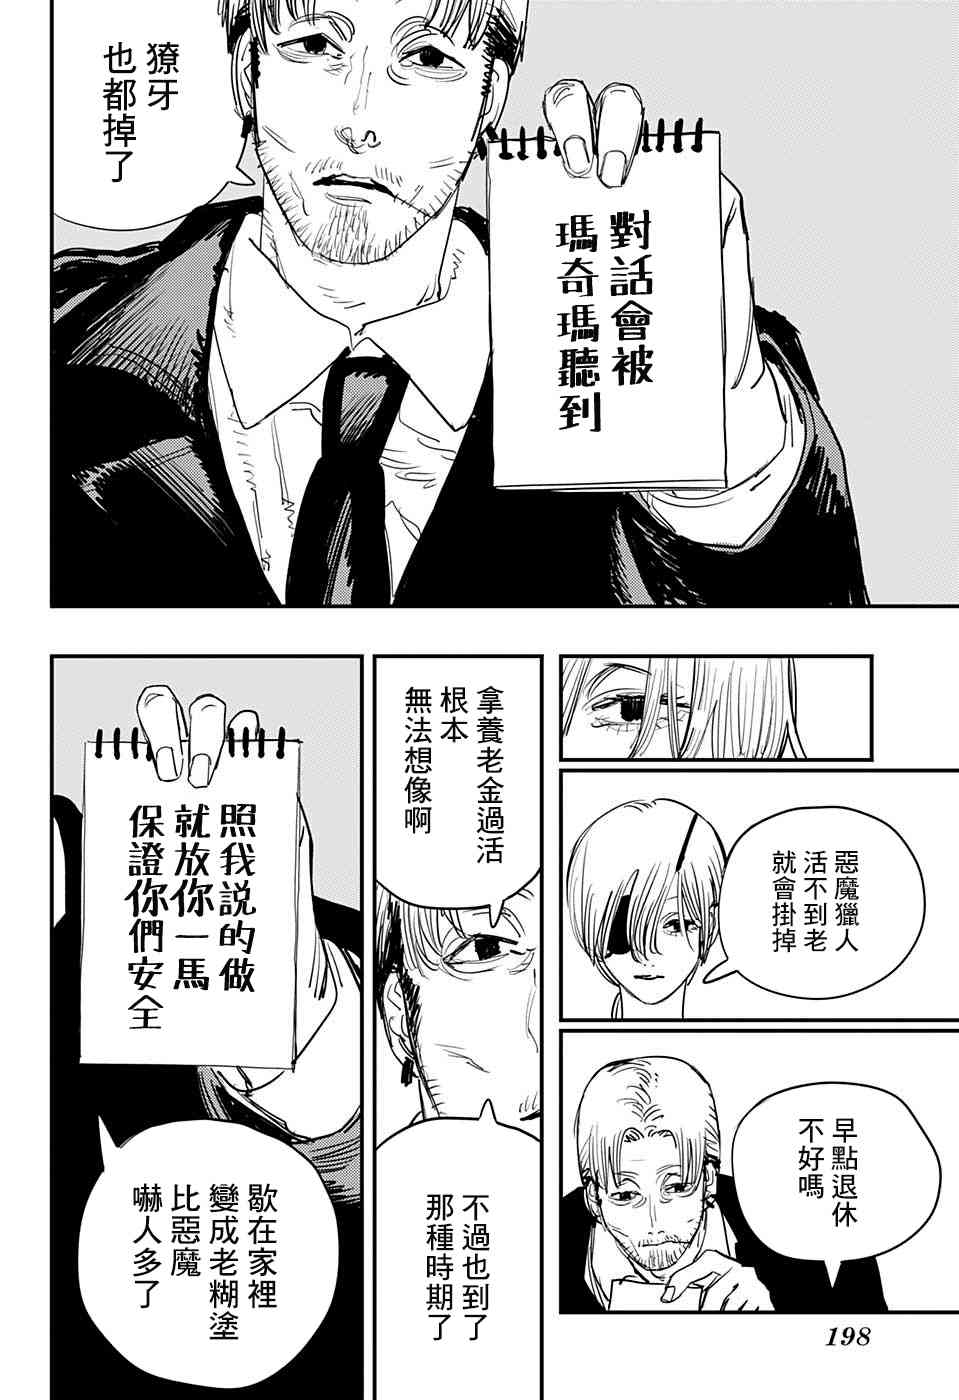 對話會被
瑪奇瑪聽到
獠牙
也都掉了
惡魔獵人
活不到老
就會掛掉
早點退休
不好嗎
拿養老金過活
根本
無法想像啊
不過也到了
那種時期了
照我説的做
就放你一馬
保證你們安全
歇在家裡
變成老糊塗
比惡魔
嚇人多了
198